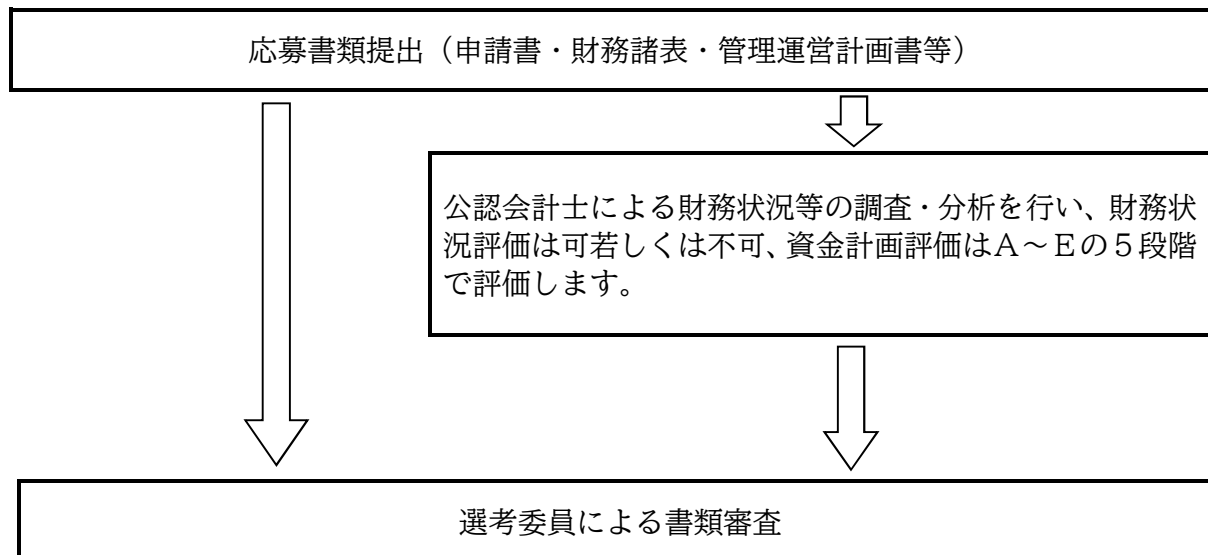 応募書類提出（申請書・財務諸表・管理運営計画書等）
公認会計士による財務状況等の調査・分析を行い、財務状
況評価は可若しくは不可、資金計画評価はＡ～Ｅの５段階
で評価します。
選考委員による書類審査